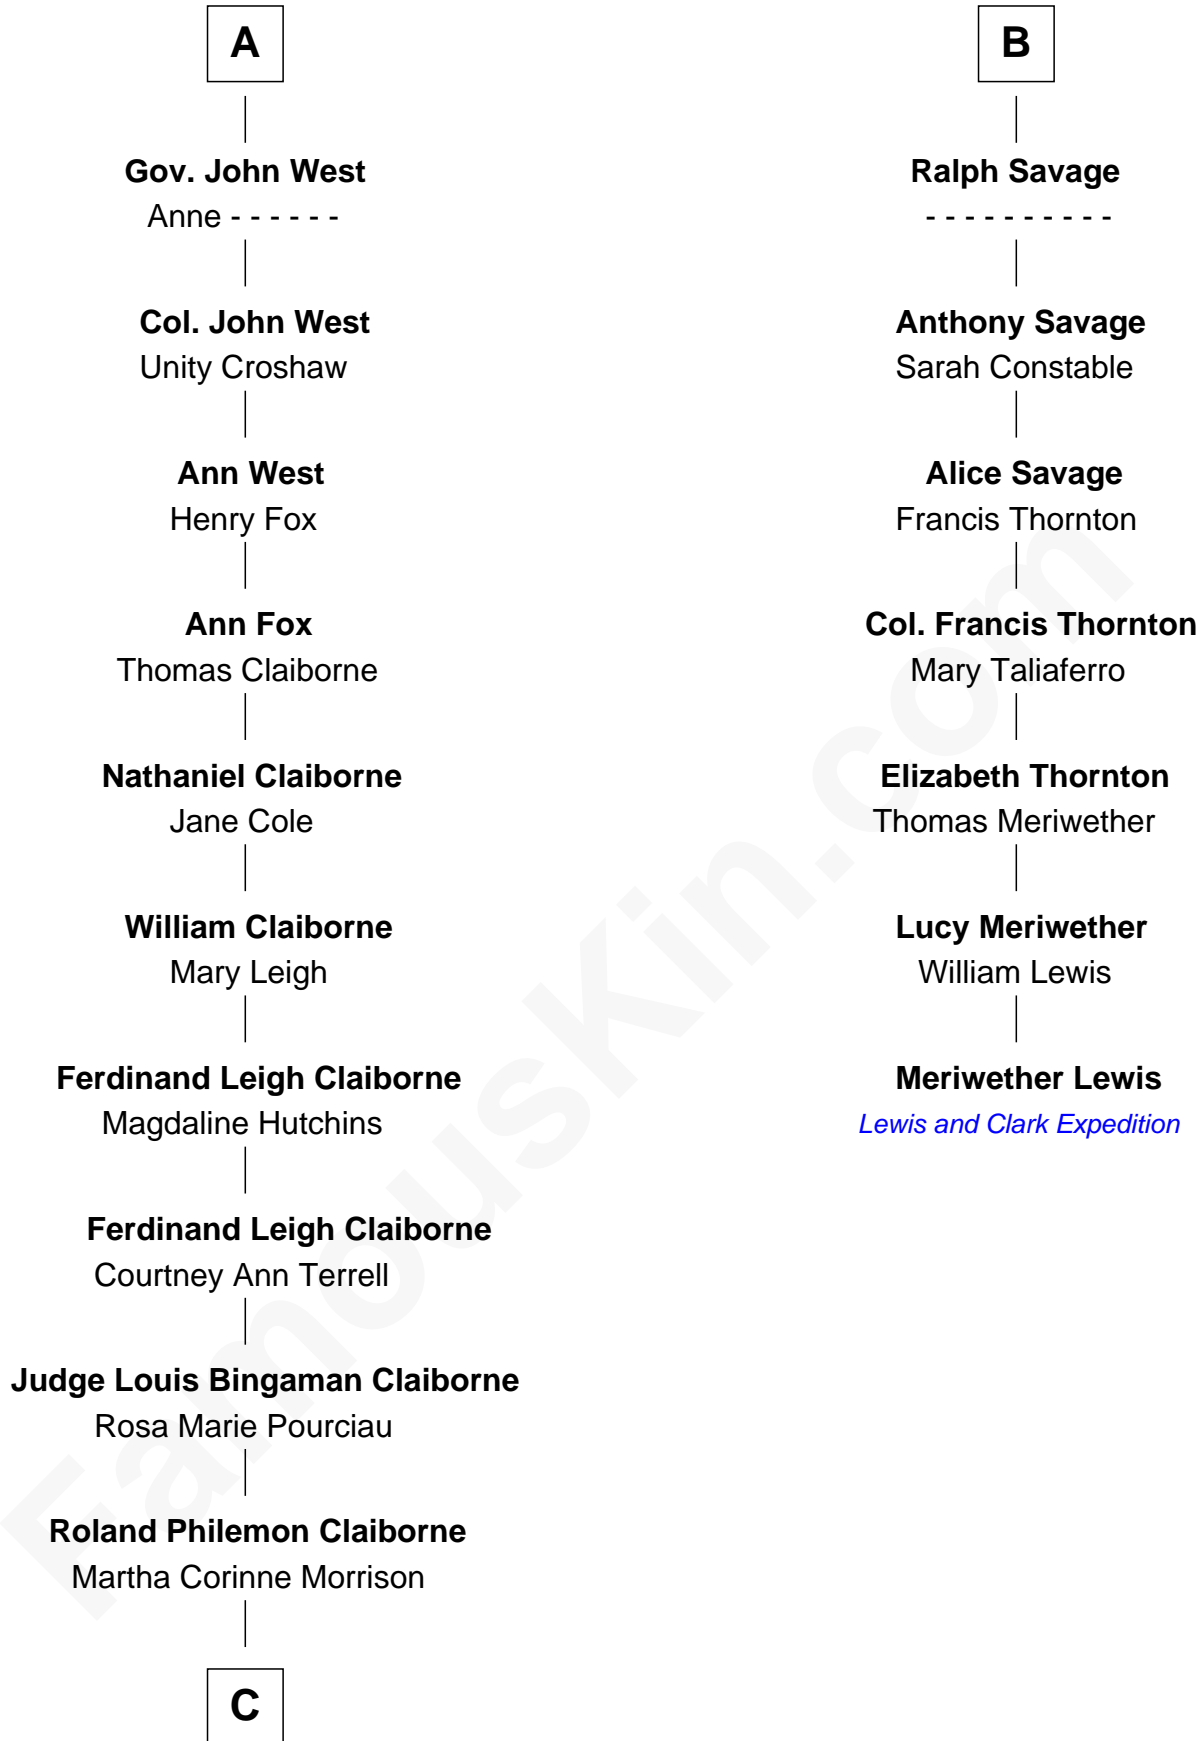 A
Gov. John West
Anne - - - - - -
Col. John West
Unity Croshaw
Ann West
Henry Fox
Ann Fox
Thomas Claiborne
Nathaniel Claiborne
Jane Cole
William Claiborne
Mary Leigh
Ferdinand Leigh Claiborne
Magdaline Hutchins
Ferdinand Leigh Claiborne
Courtney Ann Terrell
Judge Louis Bingaman Claiborne
Rosa Marie Pourciau
Roland Philemon Claiborne
Martha Corinne Morrison
C
B
Ralph Savage
- - - - - - - - - -
Anthony Savage
Sarah Constable
Alice Savage
Francis Thornton
Col. Francis Thornton
Mary Taliaferro
Elizabeth Thornton
Thomas Meriwether
Lucy Meriwether
William Lewis
Meriwether Lewis
Lewis and Clark Expedition
FamousKin.com